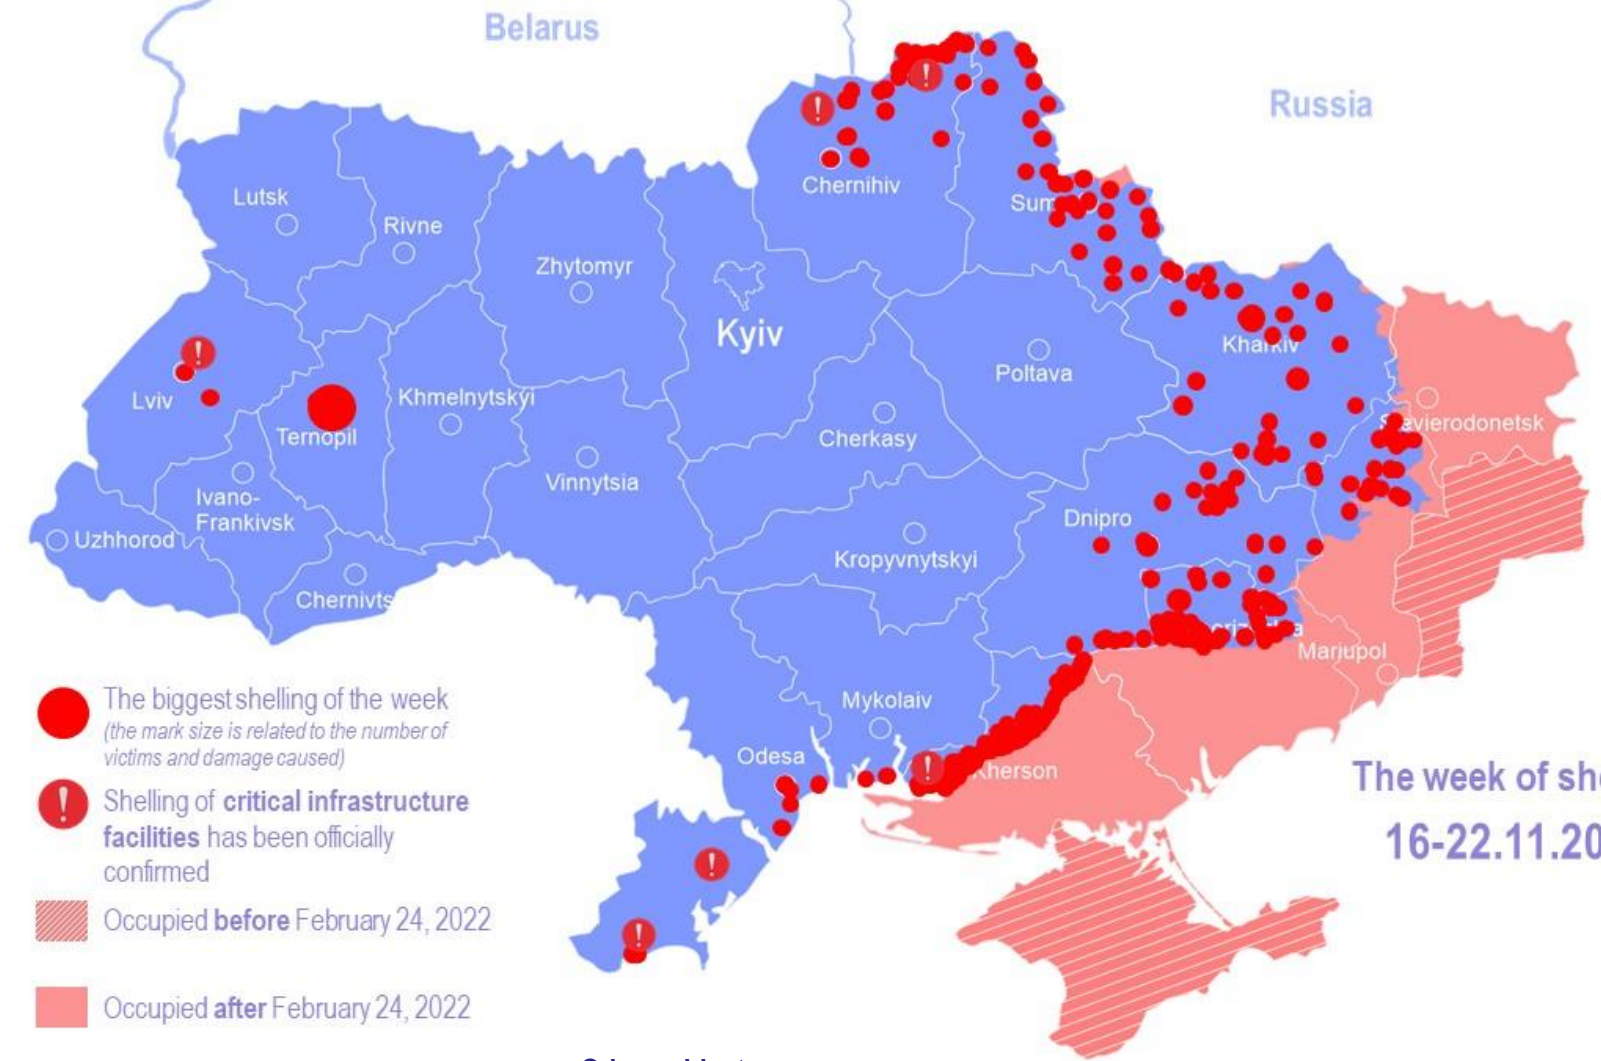 Belarus
Russia
Lutsk
Rivne
Chernihiv
Zhytomyr
Kyiv
Kharkiv
Poltava
Lviv
Khmelnytskyi
Ternopil
Cherkasy
Vinnytsia
Ivano-
Frankivsk
Uzhhorod
Dnipro
Kropyvnytskyi
Chernivts
Mariupol
Mykolaiv
Odesa
Kherson
The biggest shelling of the week
(the mark size is related to the number of
victims and damage caused)
Shelling of critical infrastructure
facilities has been officially
confirmed
Occupied before February 24, 2022
Occupied after February 24, 2022
The week of she
16-22.11.20